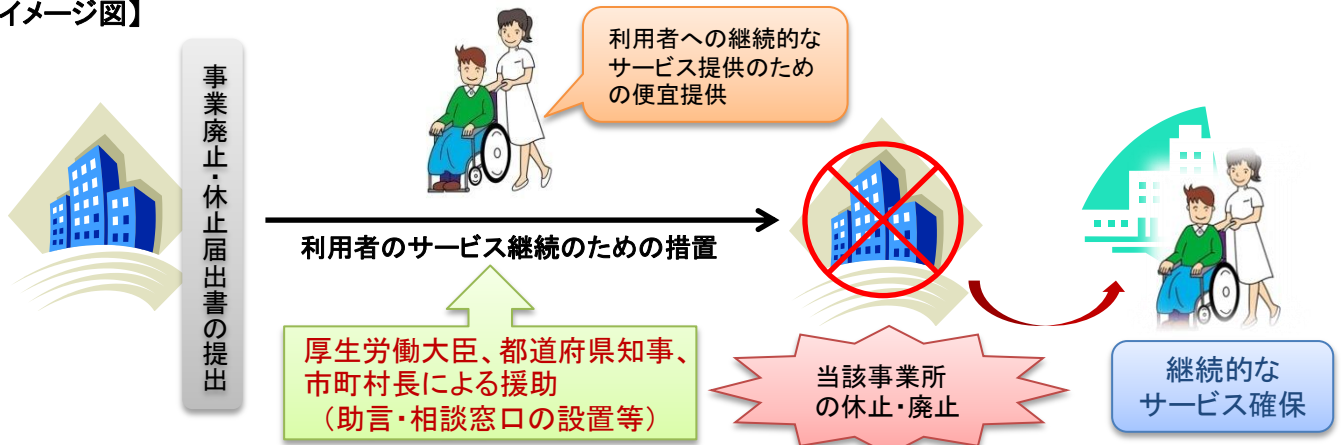 イメージ図】
事業廃止・休止届出書の提出
利用者への継続的な
サービス提供のため
の便宜提供
利用者のサービス継続のための措置
厚生労働大臣、都道府県知事、
市町村長による援助
（助言・相談窓口の設置等）
当該事業所
の休止・廃止
継続的な
サービス確保